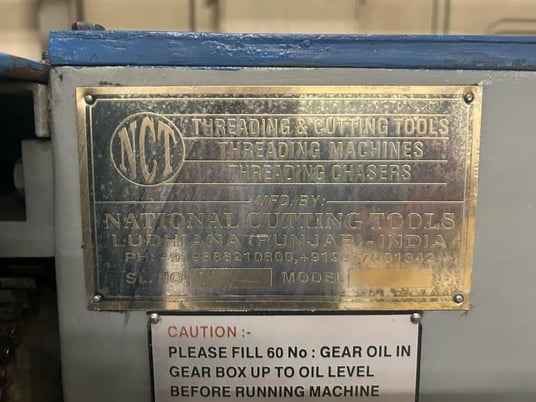 NCT
THREADING & CUTTING TOOLS
THREADING MACHINES
THREADING CHASERS
MFD. BY:
NATIONAL CUTTING TOOLS
LUDHIANA (PUNJAB) - INDIA
PH.
SL. NO. MODEL
CAUTION :-
PLEASE FILL 60 No : GEAR OIL IN
GEAR BOX UP TO OIL LEVEL
BEFORE RUNNING MACHINE